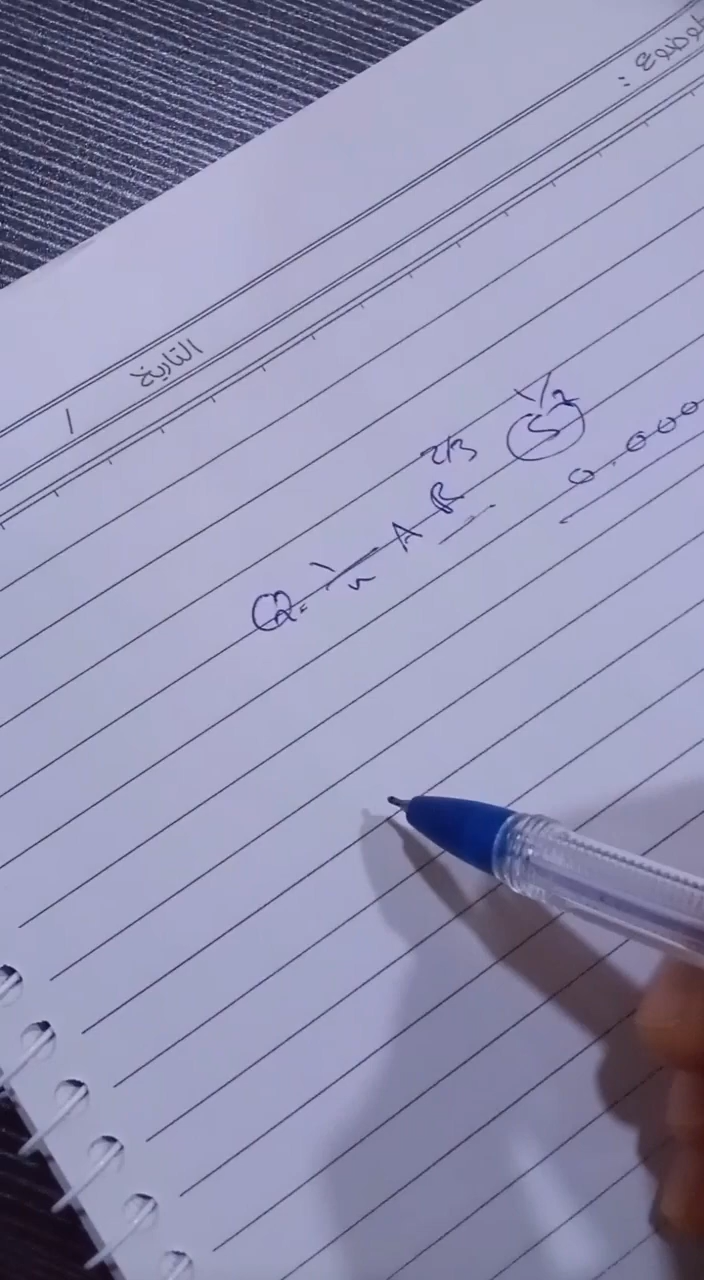 الموضوع :
التاريخ /
Q = 1/n A R^2/3 S^1/2
0.000